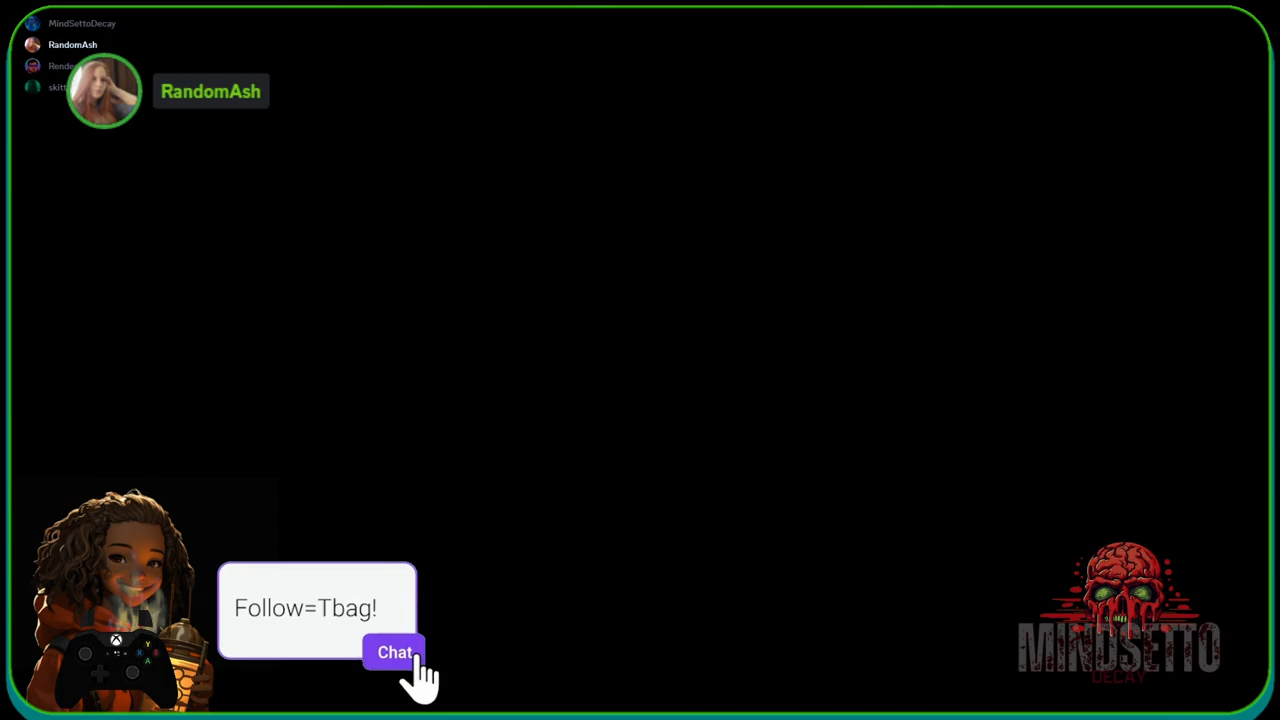 MindSettoDecay
RandomAsh
RandomAsh
Follow=Tbag!
Chat
Y
X
B
A
MINDSETTO
DECAY